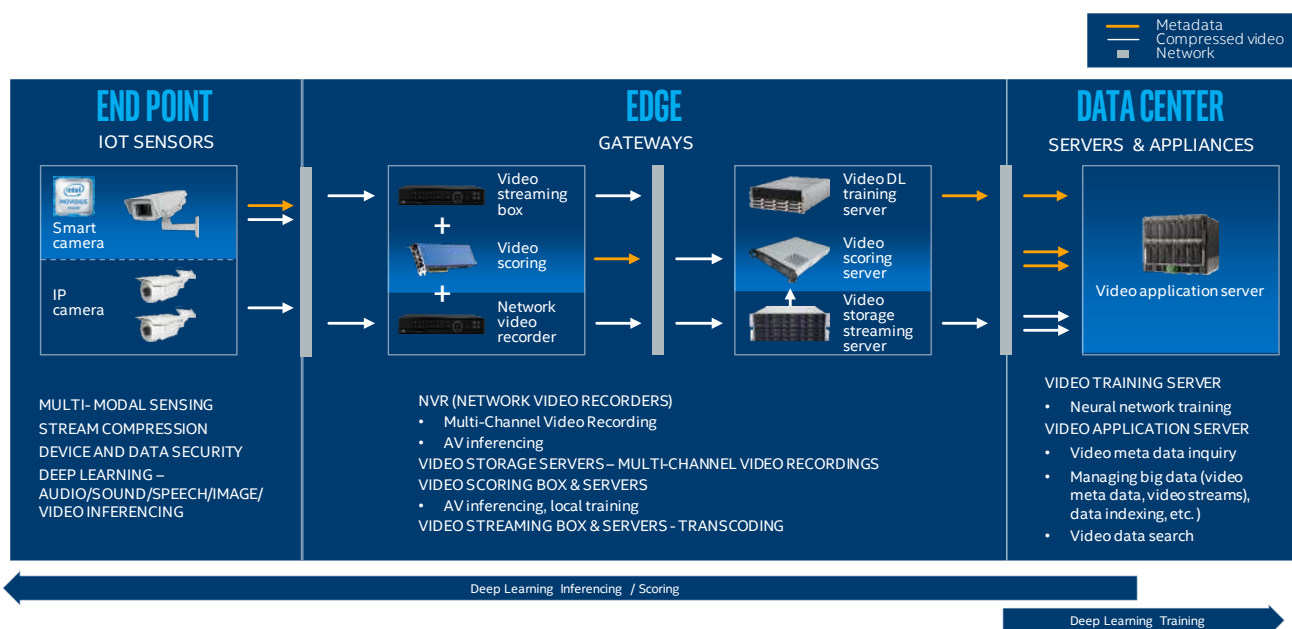 Metadata
Compressed video
Network
END POINT
IOT SENSORS
EDGE
GATEWAYS
DATA CENTER
SERVERS & APPLIANCES
intel
MOVIDIUS
Smart
camera
IP
camera
Video
streaming
box
+
Video
scoring
+
Network
video
recorder
Video DL
training
server
Video
scoring
server
Video
storage
streaming
server
Video application server
MULTI-MODAL SENSING
STREAM COMPRESSION
DEVICE AND DATA SECURITY
DEEP LEARNING –
AUDIO/SOUND/SPEECH/IMAGE/
VIDEO INFERENCING
NVR (NETWORK VIDEO RECORDERS)
• Multi-Channel Video Recording
• AV inferencing
VIDEO STORAGE SERVERS – MULTI-CHANNEL VIDEO RECORDINGS
VIDEO SCORING BOX & SERVERS
• AV inferencing, local training
VIDEO STREAMING BOX & SERVERS - TRANSCODING
VIDEO TRAINING SERVER
• Neural network training
VIDEO APPLICATION SERVER
• Video meta data inquiry
• Managing big data (video
meta data, video streams),
data indexing, etc. )
• Video data search
Deep Learning Inferencing / Scoring
Deep Learning Training